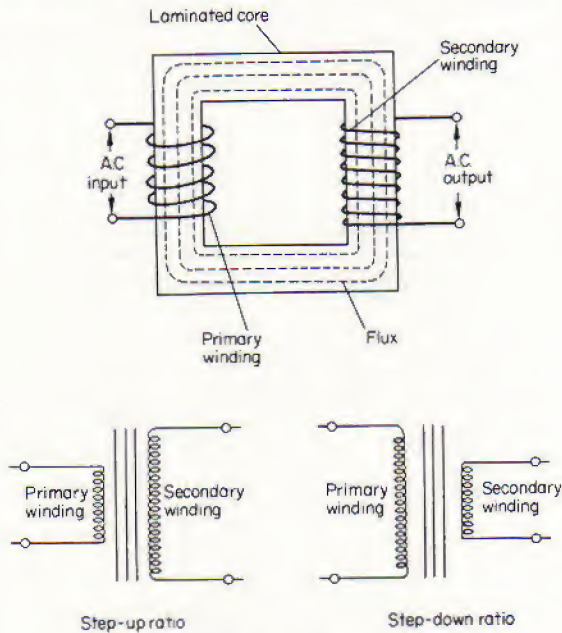 Laminated core
Secondary
winding
A.C.
input
A.C.
output
Primary
winding
Flux
Primary
winding
Secondary
winding
Primary
winding
Secondary
winding
Step-up ratio
Step-down ratio